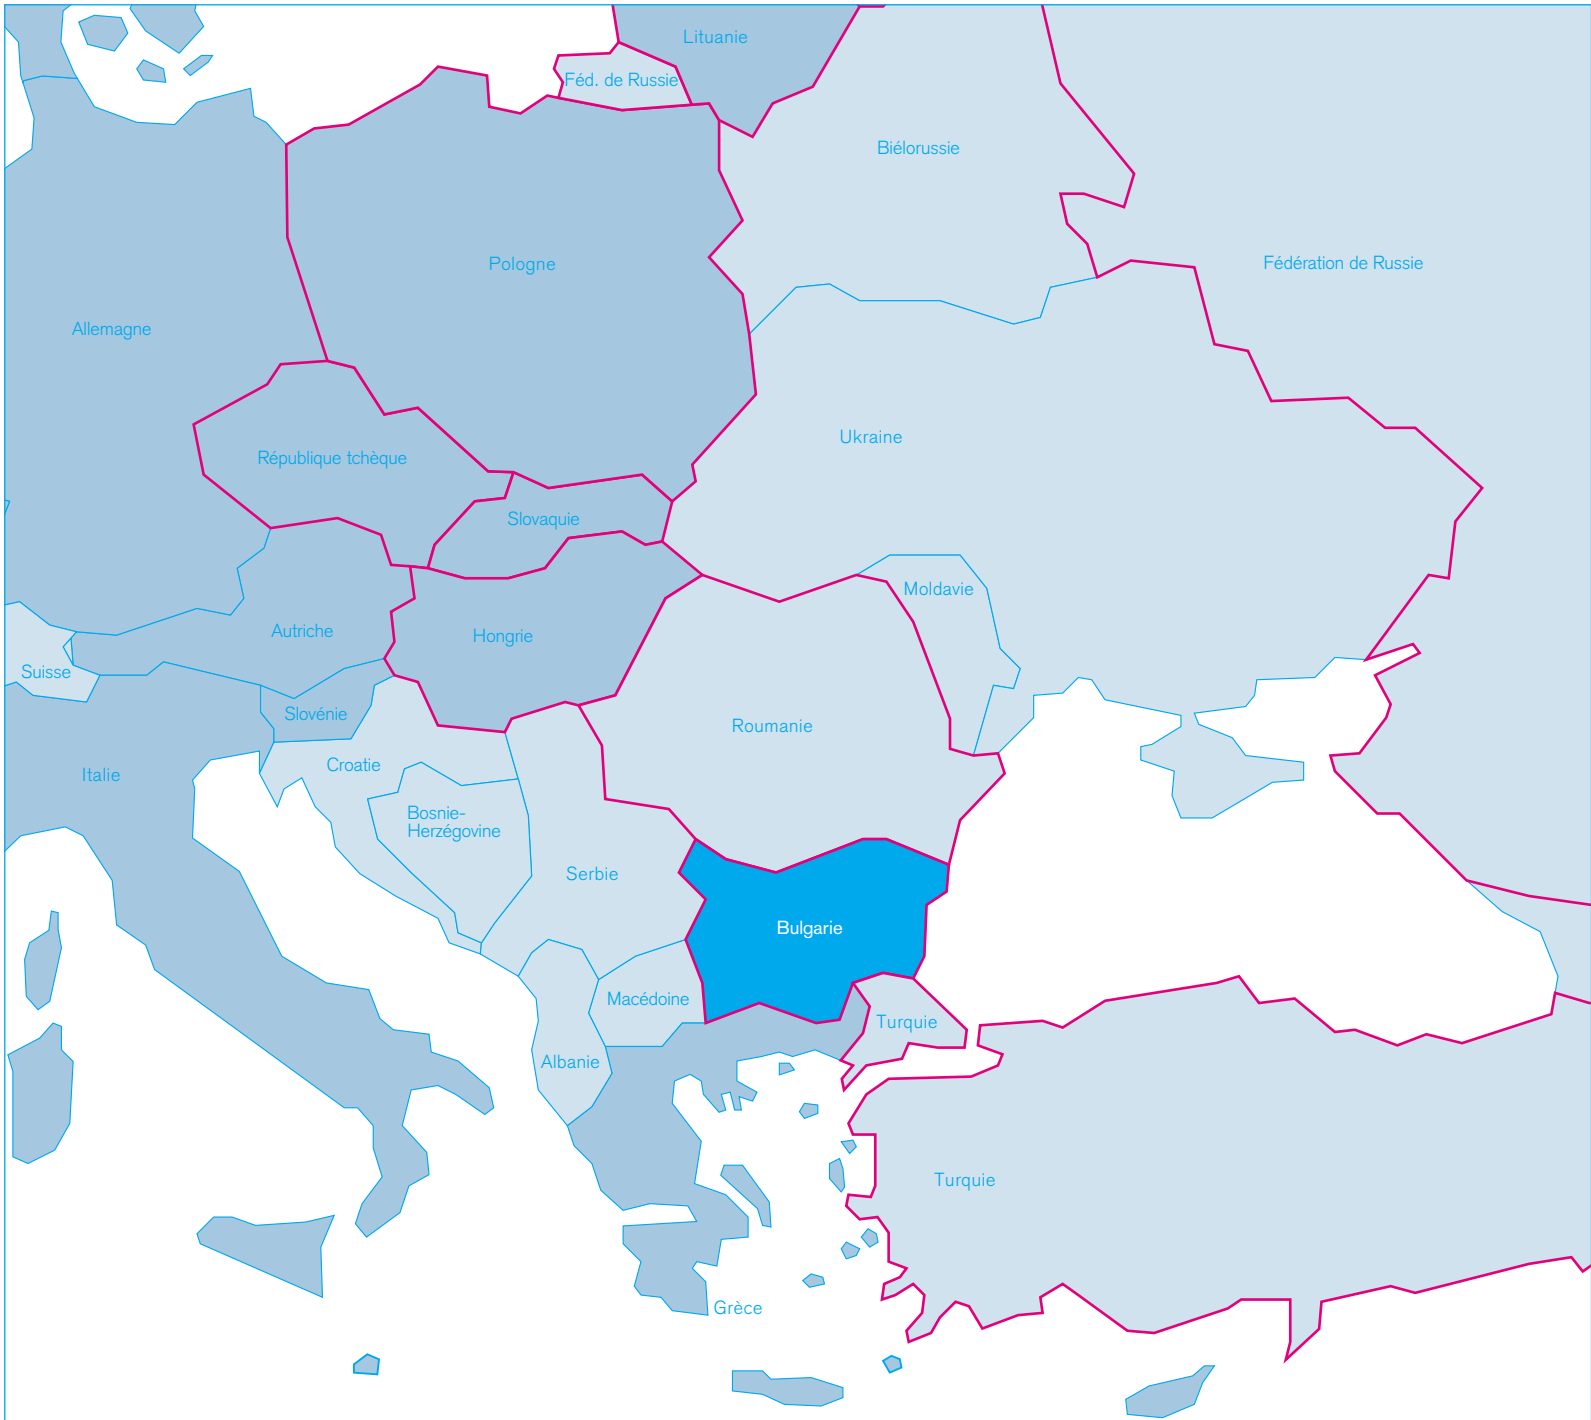 Lituanie
Féd. de Russie
Biélorussie
Pologne
Fédération de Russie
Allemagne
Ukraine
République tchèque
Slovaquie
Moldavie
Autriche
Hongrie
Suisse
Slovénie
Roumanie
Croatie
Italie
Bosnie-
Herzégovine
Serbie
Bulgarie
Macédoine
Turquie
Albanie
Turquie
Grèce